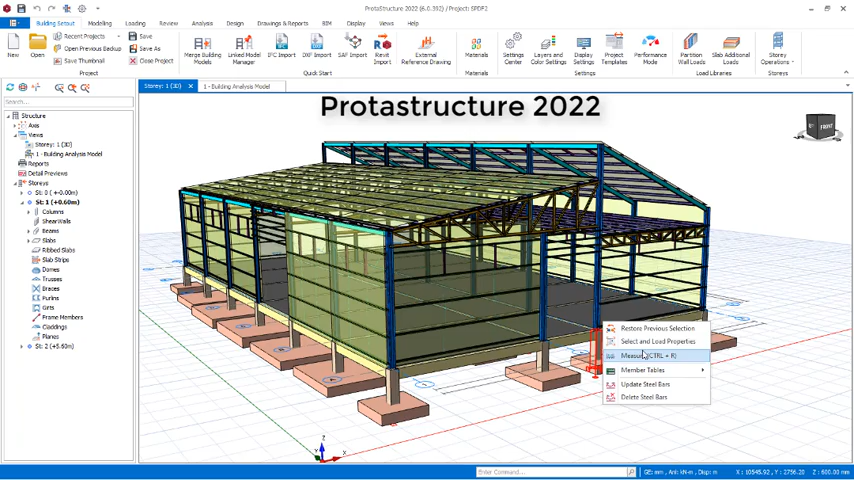 ProtaStructure 2022 (6.0.392) / Project: SPDF2
Building Setout Modeling Loading Review Analysis Design Drawings & Reports BIM Display Views Help
New
Open
Recent Projects
Open Previous Backup
Save Thumbnail
Save
Save As
Close Project
Merge Building Models
Linked Model Manager
IFC Import
DXF Import
SAF Import
Revit Import
External Reference Drawing
Materials
Settings Center
Layers and Color Settings
Display Settings
Project Templates
Performance Mode
Partition Wall Loads
Slab Additional Loads
Storey Operations
Project Quick Start Materials Settings Load Libraries Storeys
Search...
Storey: 1 (3D)
1 - Building Analysis Model
Protastructure 2022
FRONT
Structure
Axis
Views
Storey: 1 (3D)
1 - Building Analysis Model
Reports
Detail Previews
Storeys
St: 0 (+-0.00m)
St: 1 (+0.60m)
Columns
ShearWalls
Beams
Slabs
Ribbed Slabs
Slab Strips
Domes
Trusses
Braces
Purlins
Girts
Frame Members
Claddings
Planes
St: 2 (+5.60m)
Restore Previous Selection
Select and Load Properties
Measure (CTRL + R)
Member Tables
Update Steel Bars
Delete Steel Bars
Z
X
Enter Command...
GE: mm , Anl: kN-m , Disp: m
X : 10545.92 , Y : 2756.20
Z : 600.00 mm